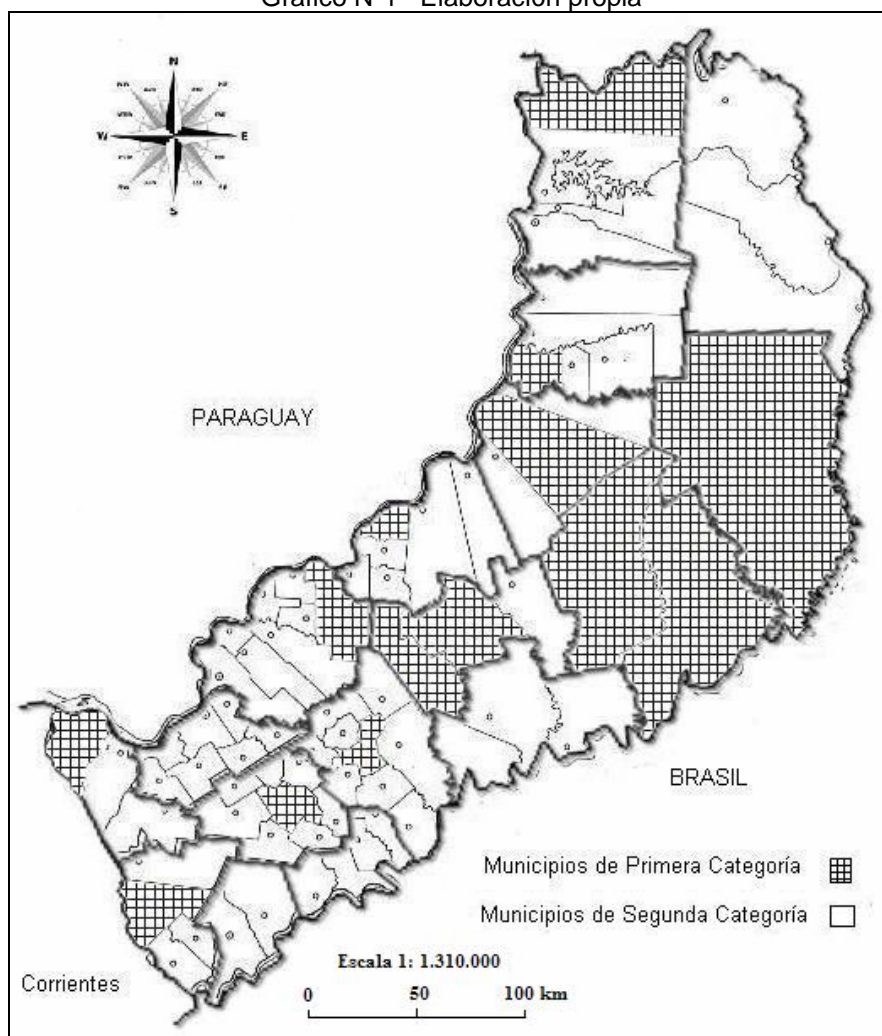 Gráfico N°1 - Elaboración propia
N
W E
S
PARAGUAY
BRASIL
Municipios de Primera Categoría
Municipios de Segunda Categoría
Escala 1: 1.310.000
Corrientes
0 50 100 km